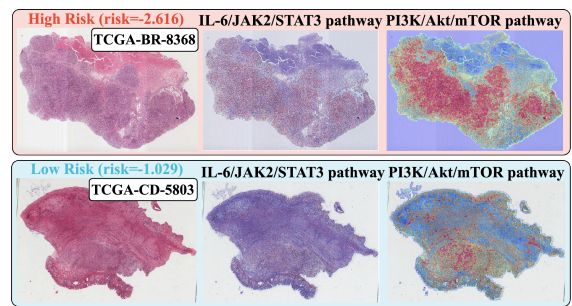 High Risk (risk=-2.616) IL-6/JAK2/STAT3 pathway PI3K/Akt/mTOR pathway
TCGA-BR-8368
Low Risk (risk=-1.029) IL-6/JAK2/STAT3 pathway PI3K/Akt/mTOR pathway
TCGA-CD-5803